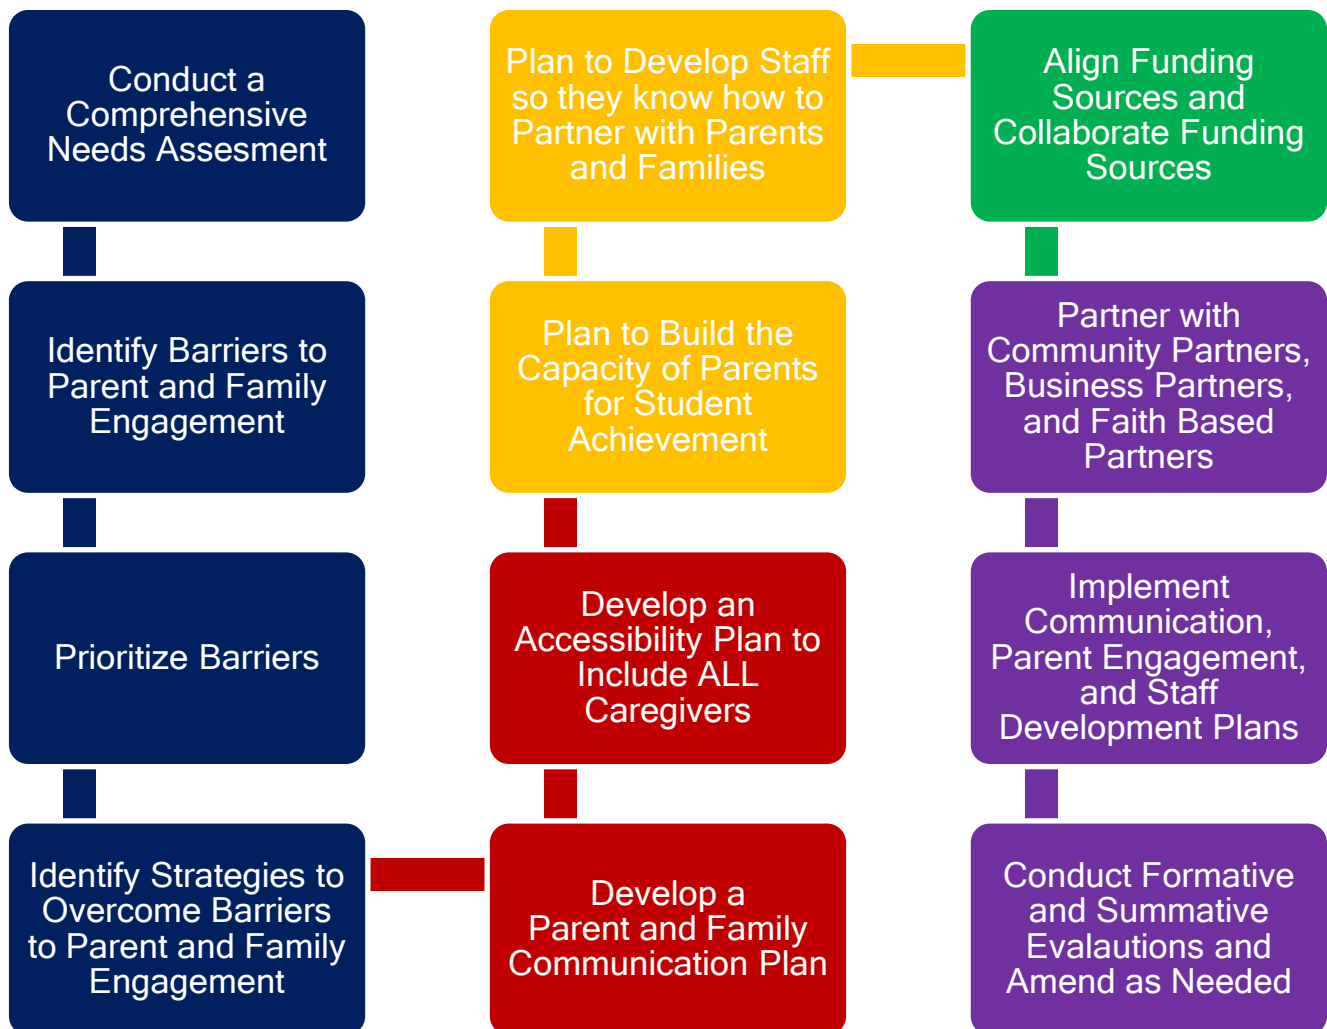 Conduct a
Comprehensive
Needs Assesment
Identify Barriers to
Parent and Family
Engagement
Prioritize Barriers
Identify Strategies to
Overcome Barriers
to Parent and Family
Engagement
Develop a
Parent and Family
Communication Plan
Develop an
Accessibility Plan to
Include ALL
Caregivers
Plan to Build the
Capacity of Parents
for Student
Achievement
Plan to Develop Staff
so they know how to
Partner with Parents
and Families
Align Funding
Sources and
Collaborate Funding
Sources
Partner with
Community Partners,
Business Partners,
and Faith Based
Partners
Implement
Communication,
Parent Engagement,
and Staff
Development Plans
Conduct Formative
and Summative
Evalautions and
Amend as Needed